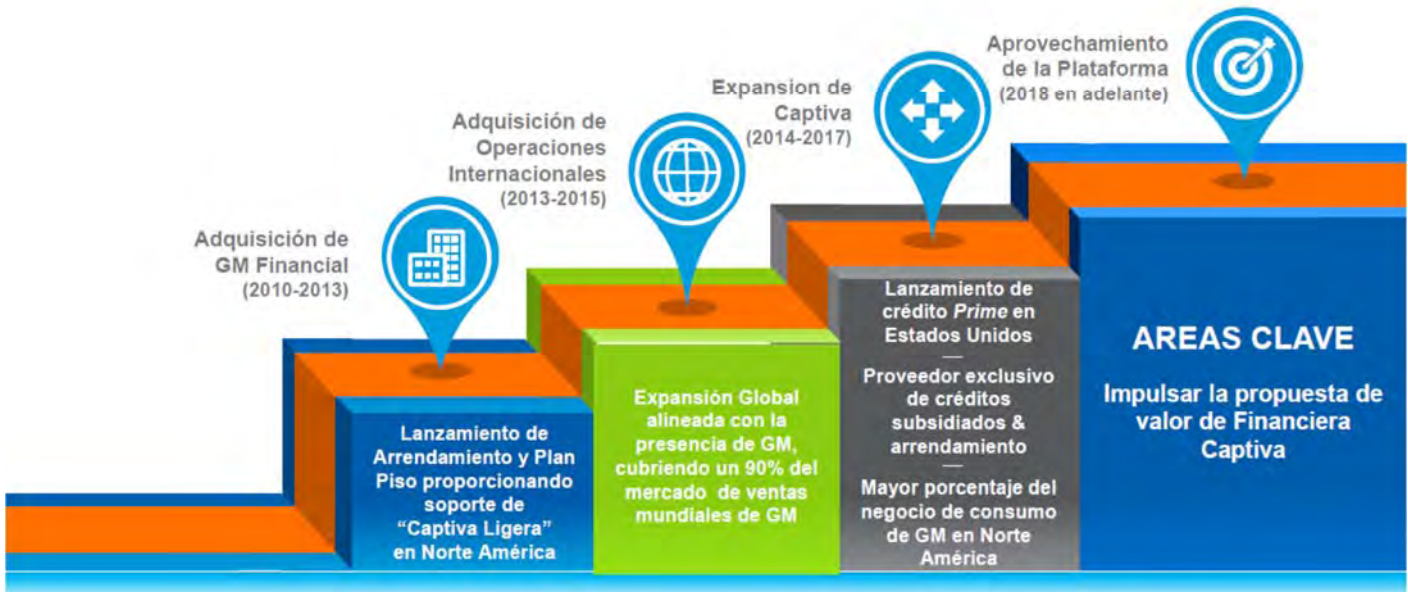 Adquisición de
GM Financial
(2010-2013)
Lanzamiento de
Arrendamiento y Plan
Piso proporcionando
soporte de
“Captiva Ligera”
en Norte América
Adquisición de
Operaciones
Internacionales
(2013-2015)
Expansión Global
alineada con la
presencia de GM,
cubriendo un 90% del
mercado de ventas
mundiales de GM
Expansion de
Captiva
(2014-2017)
Lanzamiento de
crédito Prime en
Estados Unidos
Proveedor exclusivo
de créditos
subsidiados &
arrendamiento
Mayor porcentaje del
negocio de consumo
de GM en Norte
América
Aprovechamiento
de la Plataforma
(2018 en adelante)
AREAS CLAVE
Impulsar la propuesta de
valor de Financiera
Captiva